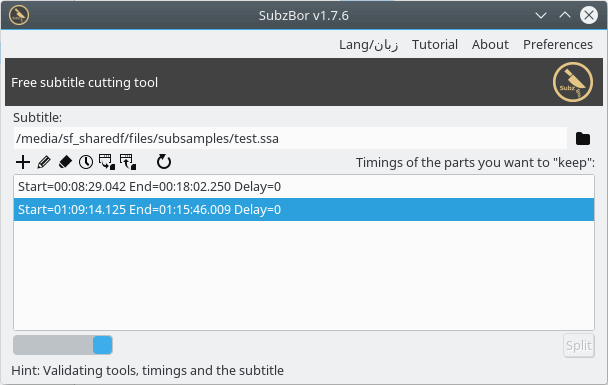 SubzBor v1.7.6
Lang/زبان Tutorial About Preferences
Free subtitle cutting tool
Subz
Subtitle:
/media/sf_sharedf/files/subsamples/test.ssa
Timings of the parts you want to "keep":
Start=00:08:29.042 End=00:18:02.250 Delay=0
Start=01:09:14.125 End=01:15:46.009 Delay=0
Split
Hint: Validating tools, timings and the subtitle